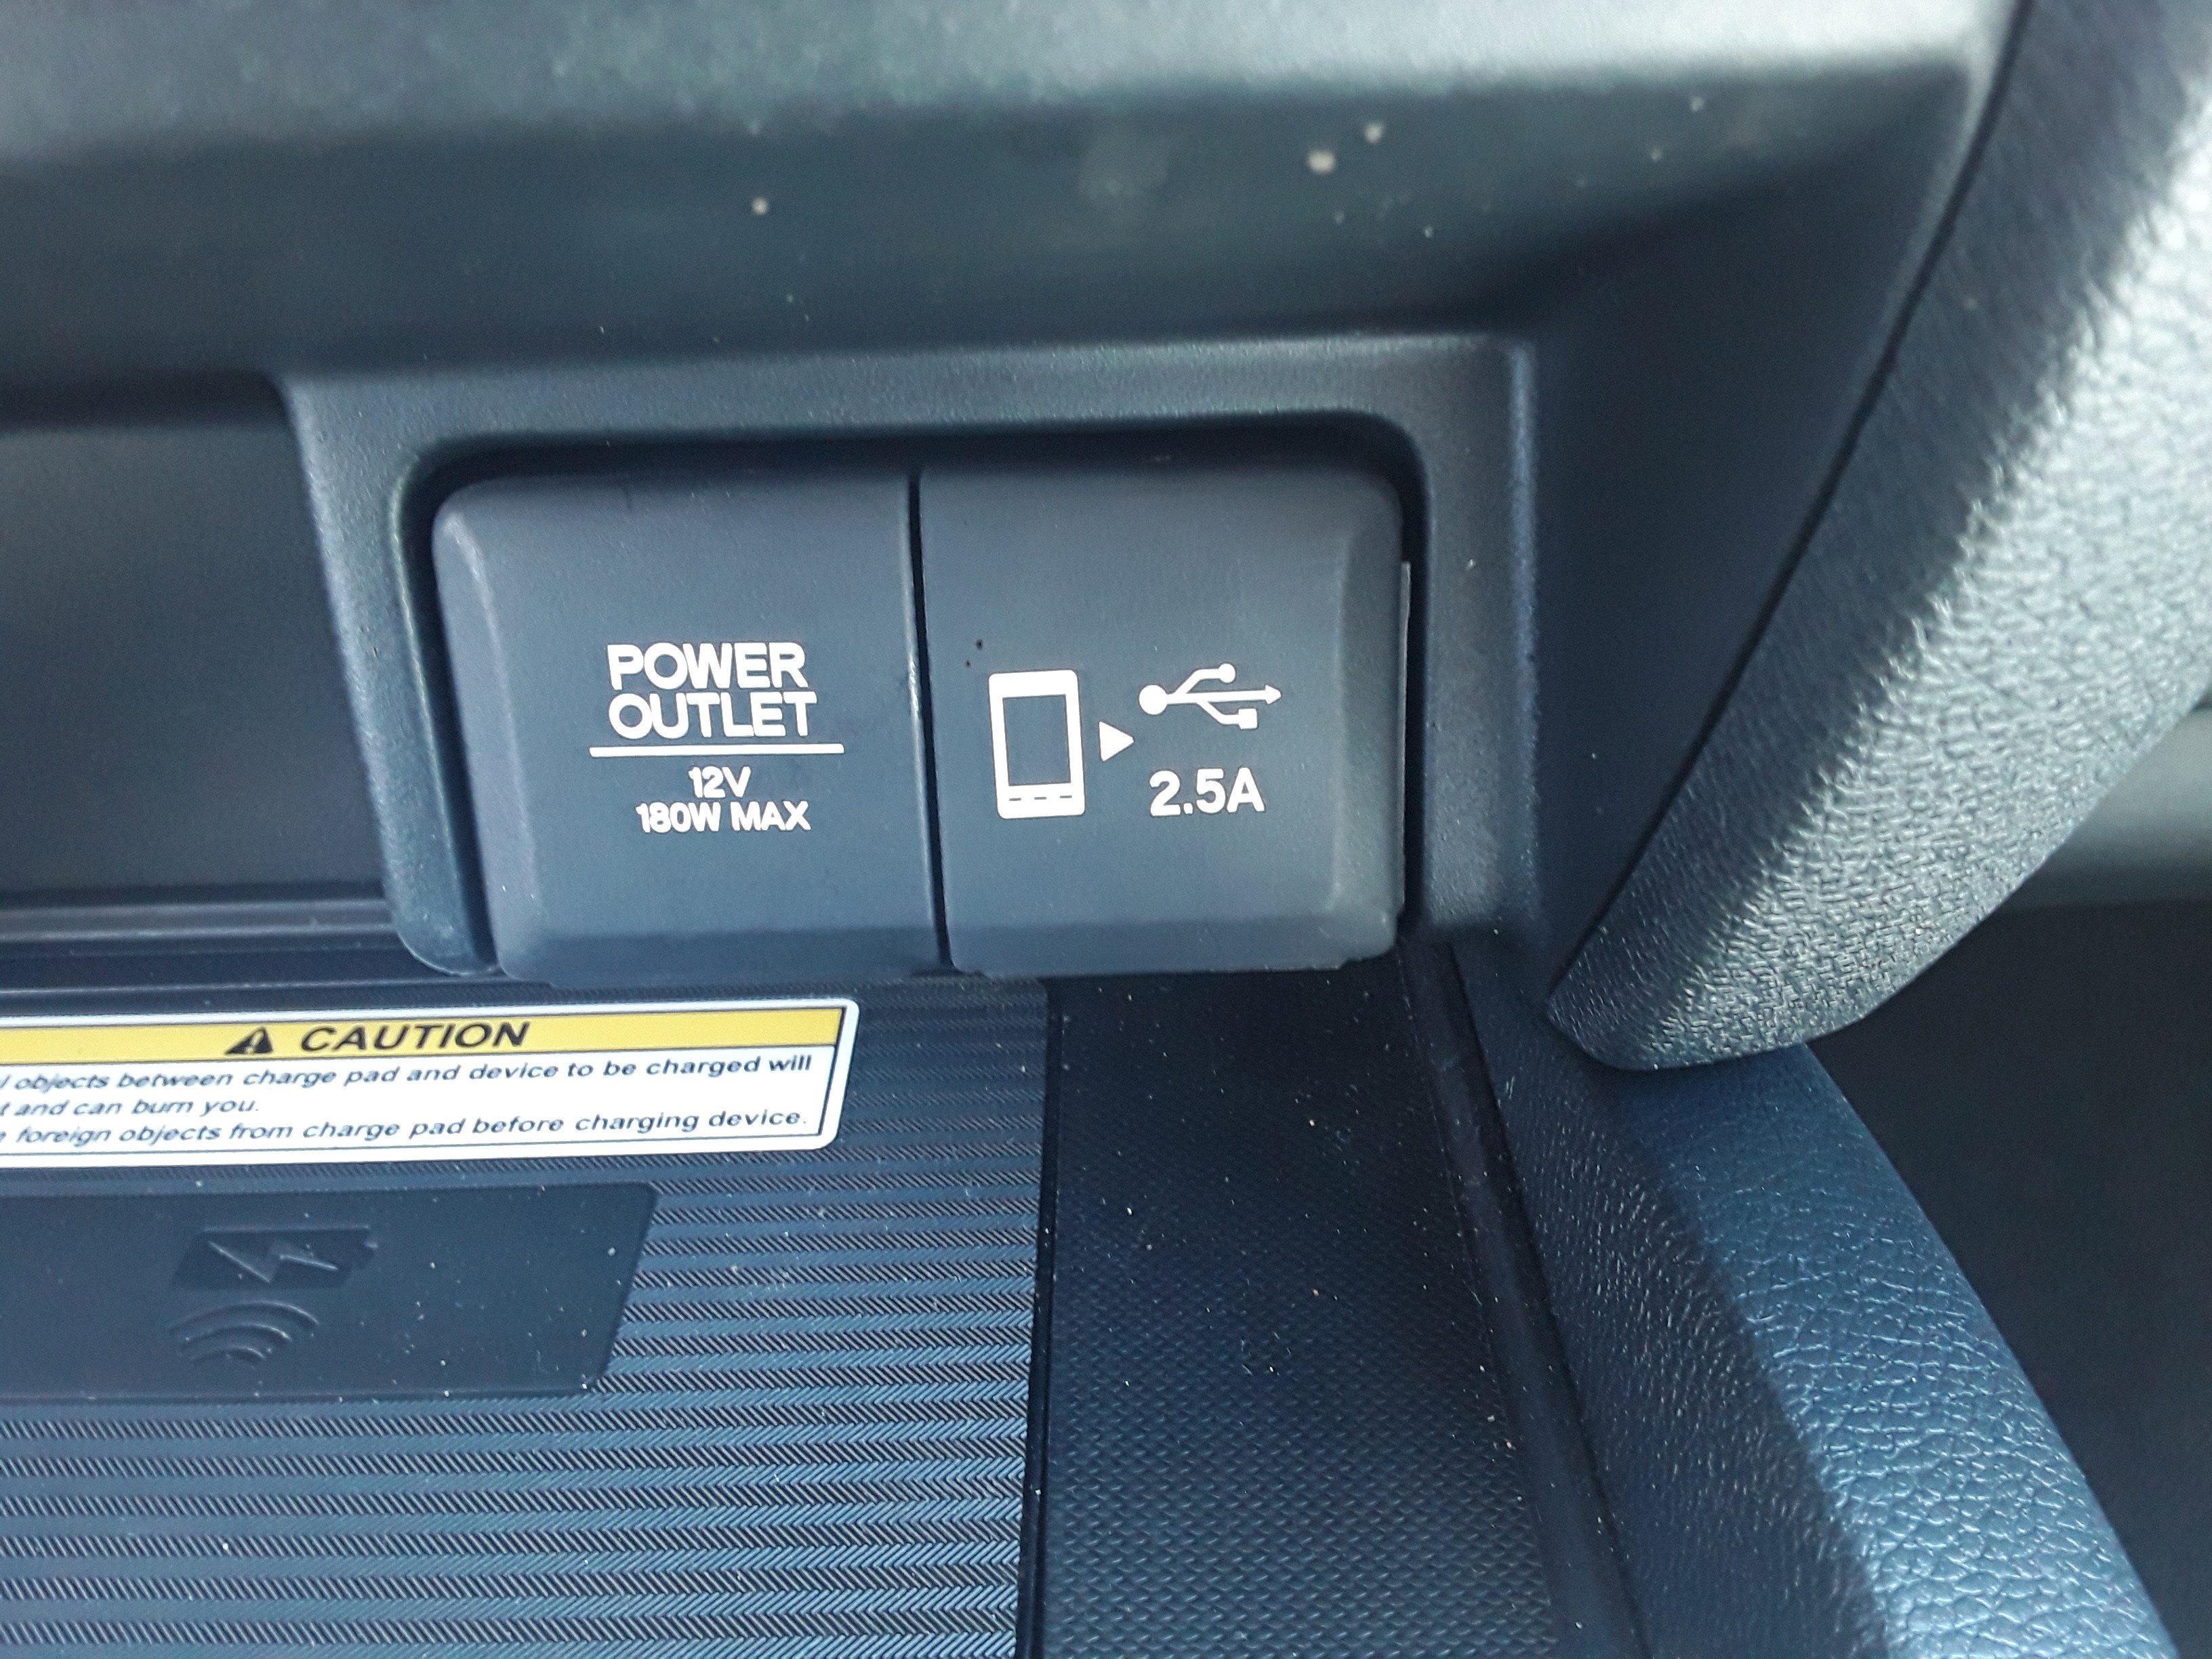 POWER
OUTLET
12V
180W MAX
2.5A
CAUTION
objects between charge pad and device to be charged will
and can burn you.
foreign objects from charge pad before charging device.